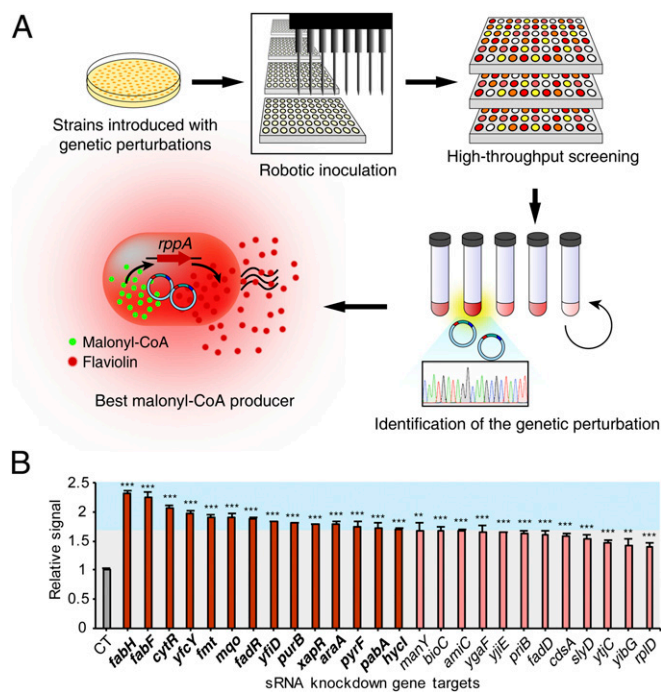 A
Strains introduced with
genetic perturbations
Robotic inoculation
High-throughput screening
rppA
Malonyl-CoA
Flaviolin
Best malonyl-CoA producer
Identification of the genetic perturbation
B
Relative signal
2.5
2
1.5
1
0.5
0
*** *** *** *** *** *** *** *** *** *** *** *** *** *** ** *** *** *** *** *** *** *** *** *** ** ***
CT fabH fabF cytR yfcY fmt mqo fadR yfiD purB xapR araA pyrF pabA hycI manY bioC amiC ygaF yjiE priB fadD cdsA slyD ytjC yibG rplD
sRNA knockdown gene targets